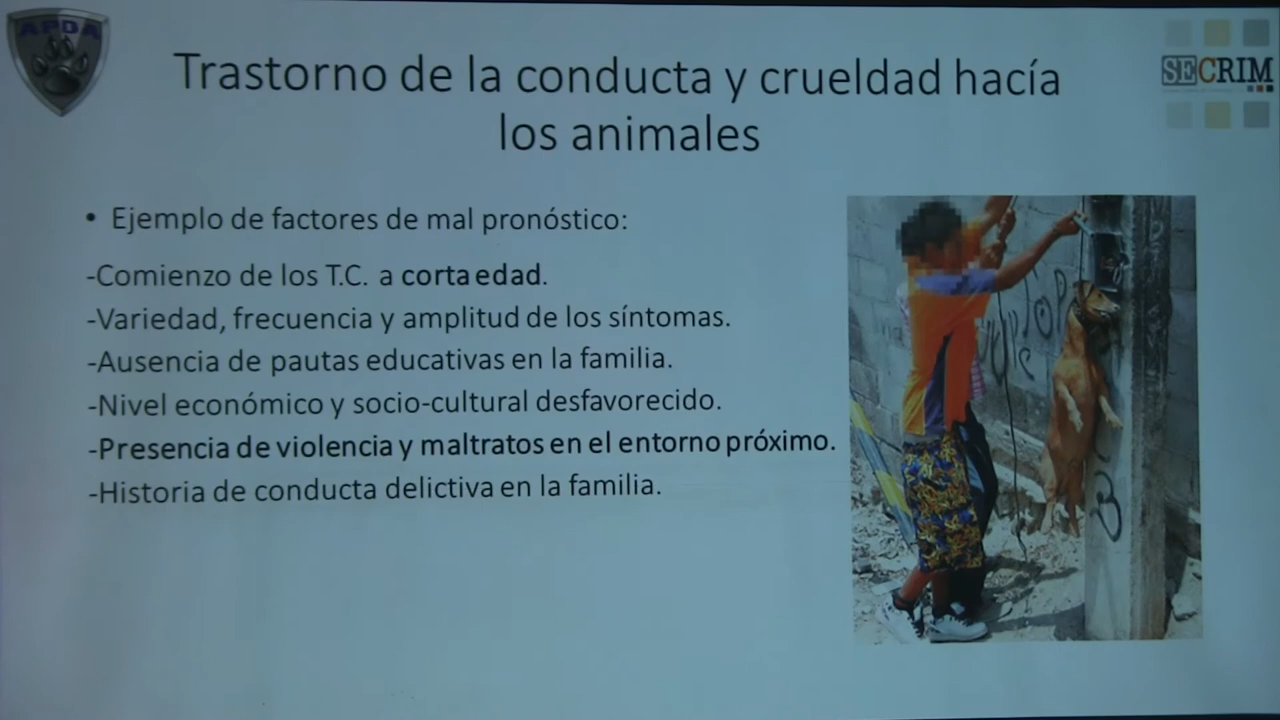 APDA
SECRIM
Trastorno de la conducta y crueldad hacía
los animales
• Ejemplo de factores de mal pronóstico:
-Comienzo de los T.C. a corta edad.
-Variedad, frecuencia y amplitud de los síntomas.
-Ausencia de pautas educativas en la familia.
-Nivel económico y socio-cultural desfavorecido.
-Presencia de violencia y maltratos en el entorno próximo.
-Historia de conducta delictiva en la familia.